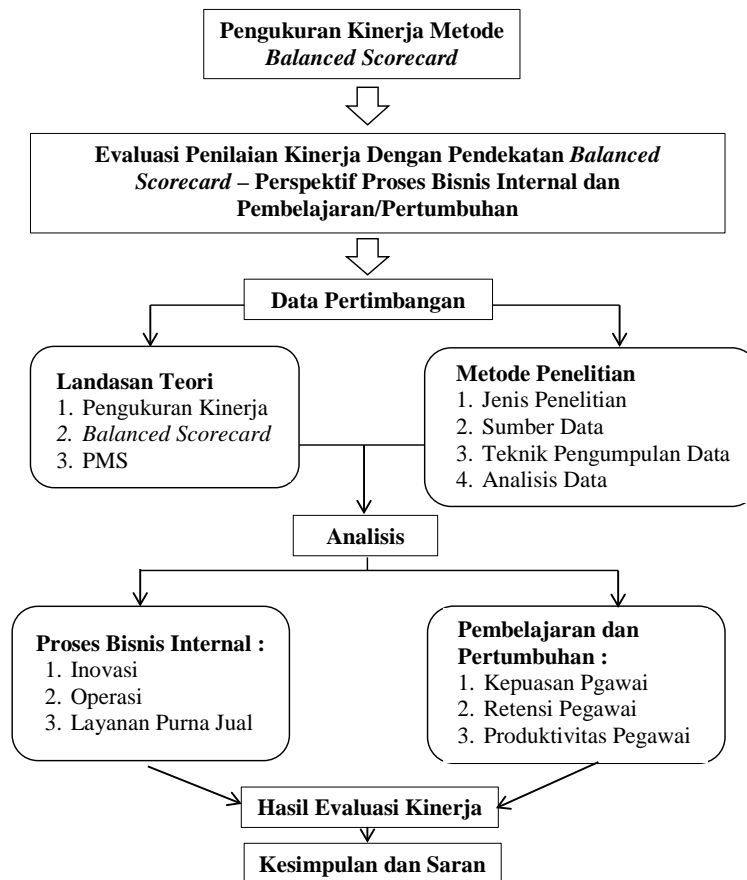 Pengukuran Kinerja Metode
Balanced Scorecard
Evaluasi Penilaian Kinerja Dengan Pendekatan Balanced
Scorecard – Perspektif Proses Bisnis Internal dan
Pembelajaran/Pertumbuhan
Data Pertimbangan
Landasan Teori
1. Pengukuran Kinerja
2. Balanced Scorecard
3. PMS
Metode Penelitian
1. Jenis Penelitian
2. Sumber Data
3. Teknik Pengumpulan Data
4. Analisis Data
Analisis
Proses Bisnis Internal :
1. Inovasi
2. Operasi
3. Layanan Purna Jual
Pembelajaran dan
Pertumbuhan :
1. Kepuasan Pgawai
2. Retensi Pegawai
3. Produktivitas Pegawai
Hasil Evaluasi Kinerja
Kesimpulan dan Saran